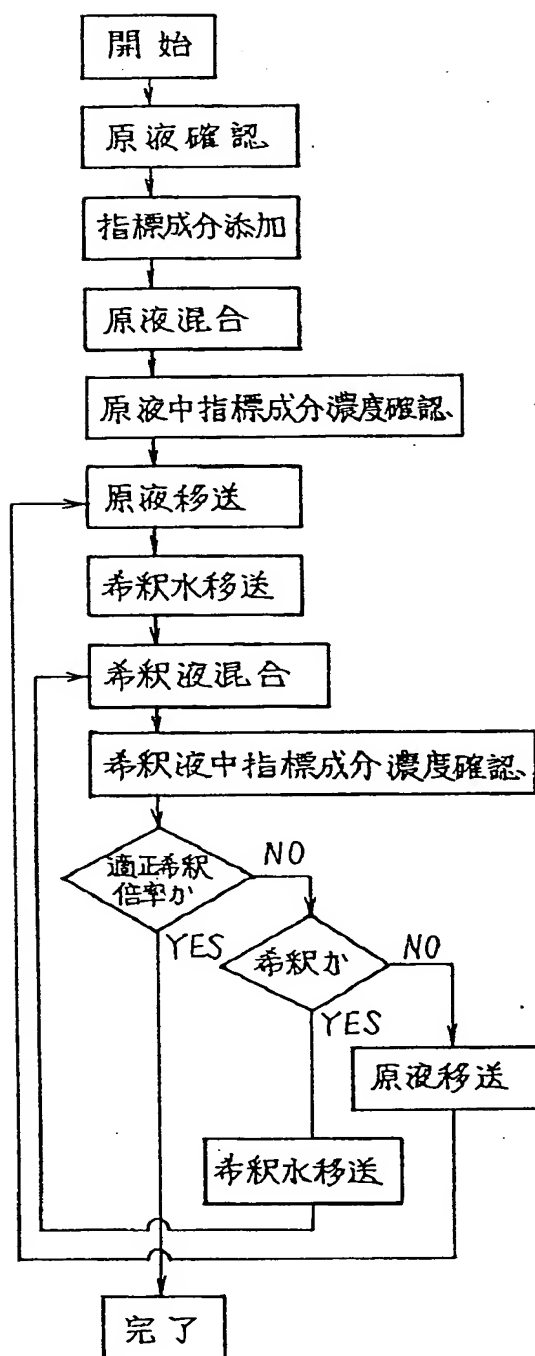 開始
原液確認
指標成分添加
原液混合
原液中指標成分濃度確認
原液移送
希釈水移送
希釈液混合
希釈液中指標成分濃度確認
適正希釈
倍率か
NO
YES
希釈か
NO
YES
原液移送
希釈水移送
完了